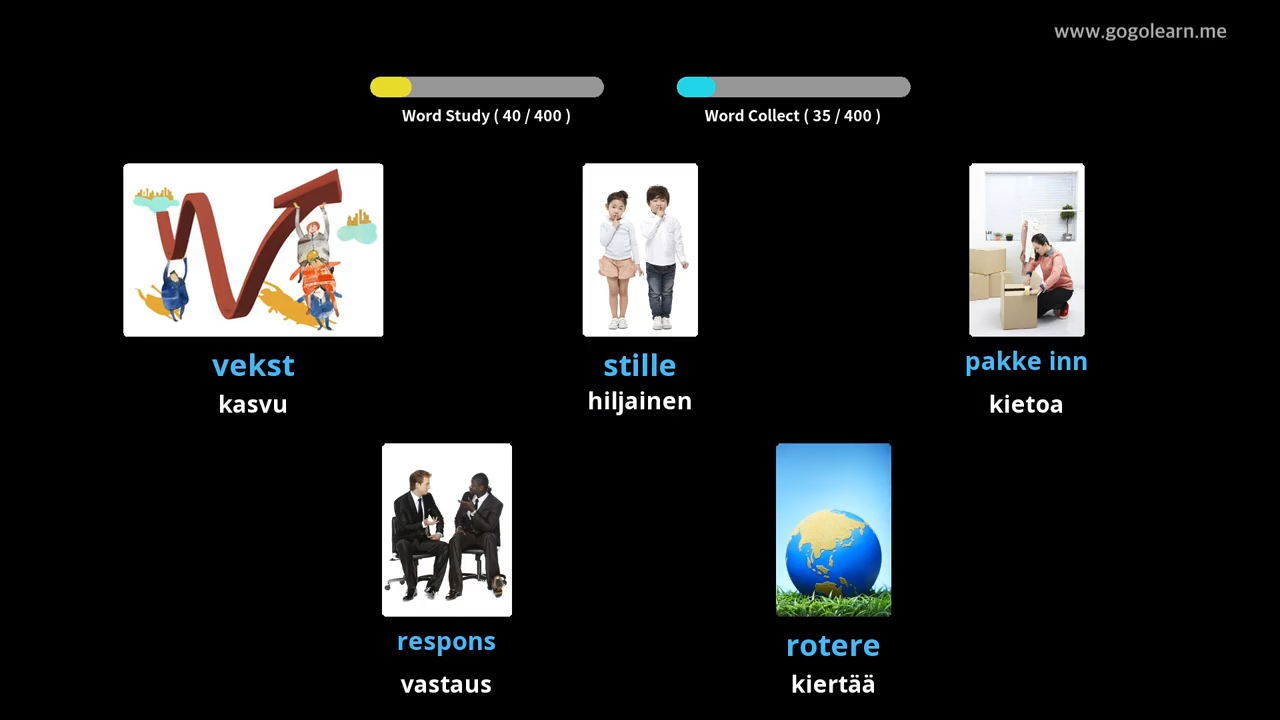 www.gogolearn.me
Word Study ( 40 / 400 )
Word Collect ( 35 / 400 )
vekst
kasvu
stille
hiljainen
pakke inn
kietoa
respons
vastaus
rotere
kiertää